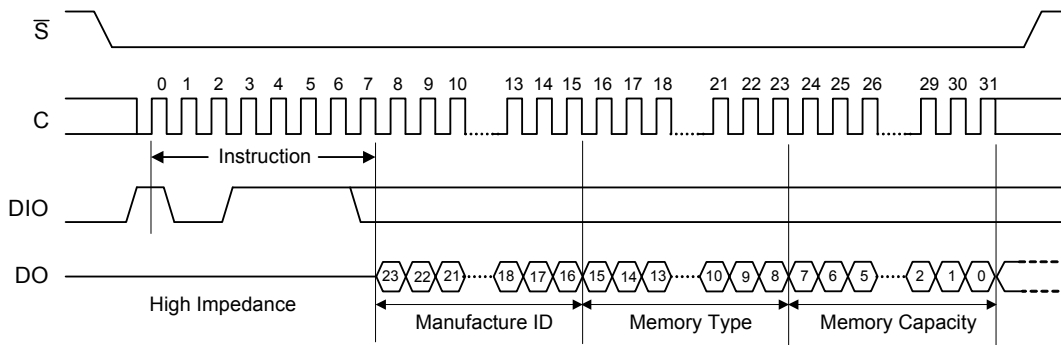 S
0 1 2 3 4 5 6 7 8 9 10 13 14 15 16 17 18 21 22 23 24 25 26 29 30 31
C
Instruction
DIO
DO 23 22 21 18 17 16 15 14 13 10 9 8 7 6 5 2 1 0
High Impedance Manufacture ID Memory Type Memory Capacity